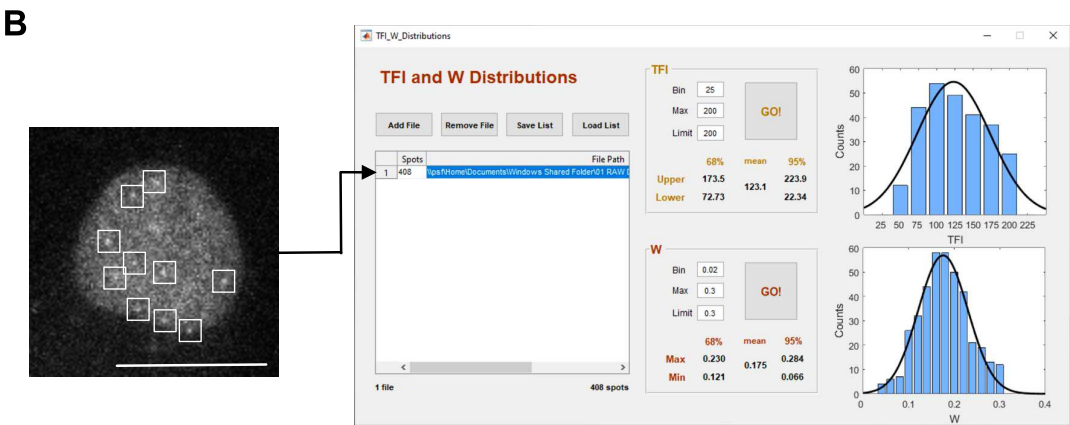 B
TFI_W_Distributions
TFI and W Distributions
Add File Remove File Save List Load List
Spots File Path
1 408 \\psf\Home\Documents\Windows Shared Folder\01 RAW D
1 file 408 spots
TFI
Bin 25
Max 200
Limit 200
GO!
68% mean 95%
Upper 173.5 223.9
123.1
Lower 72.73 22.34
W
Bin 0.02
Max 0.3
Limit 0.3
GO!
68% mean 95%
Max 0.230 0.284
0.175
Min 0.121 0.066
60
50
40
30
20
10
0
Counts
25 50 75 100 125 150 175 200 225
TFI
60
50
40
30
20
10
0
Counts
0 0.1 0.2 0.3 0.4
W